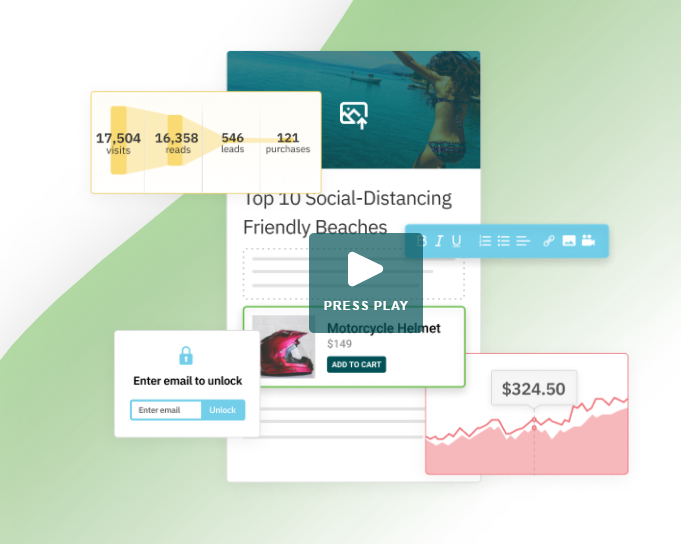 17,504
visits
16,358
reads
546
leads
121
purchases
Top 10 Social-Distancing
Friendly Beaches
B I U
PRESS PLAY
Motorcycle Helmet
$149
ADD TO CART
Enter email to unlock
Enter email
Unlock
$324.50